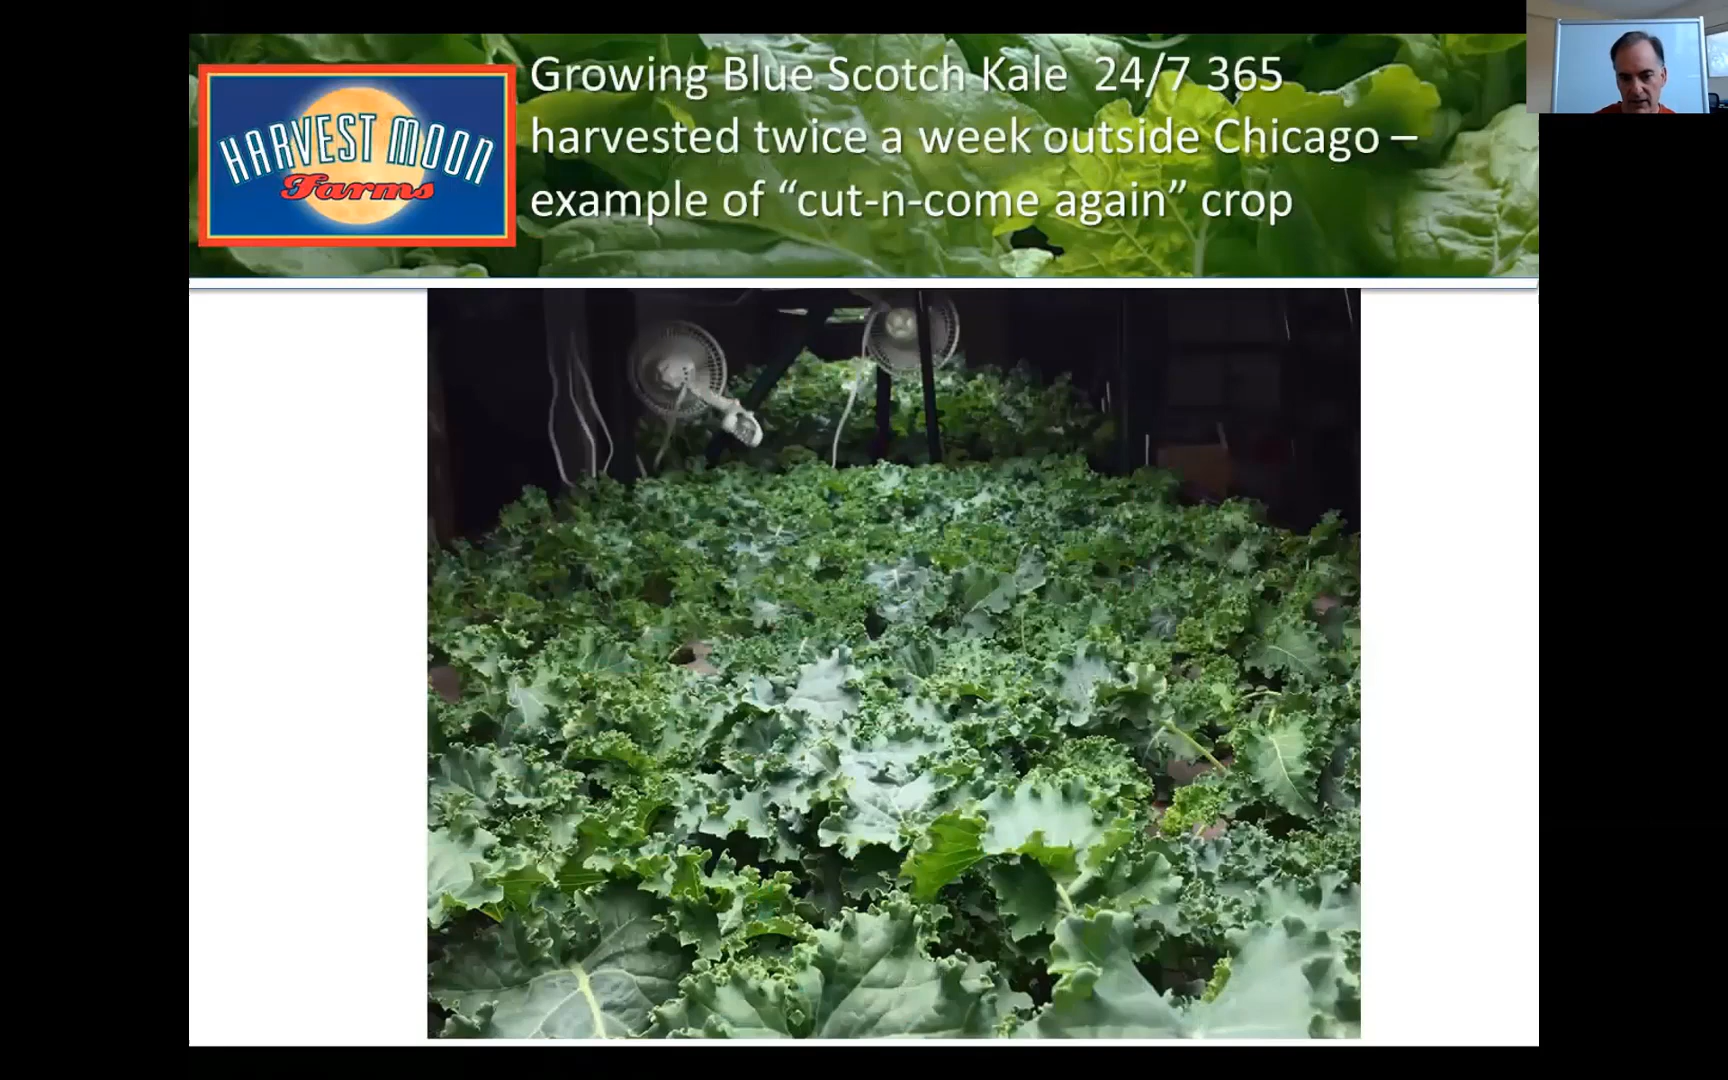 HARVEST MOON
Farms
Growing Blue Scotch Kale 24/7 365
harvested twice a week outside Chicago –
example of “cut-n-come again” crop